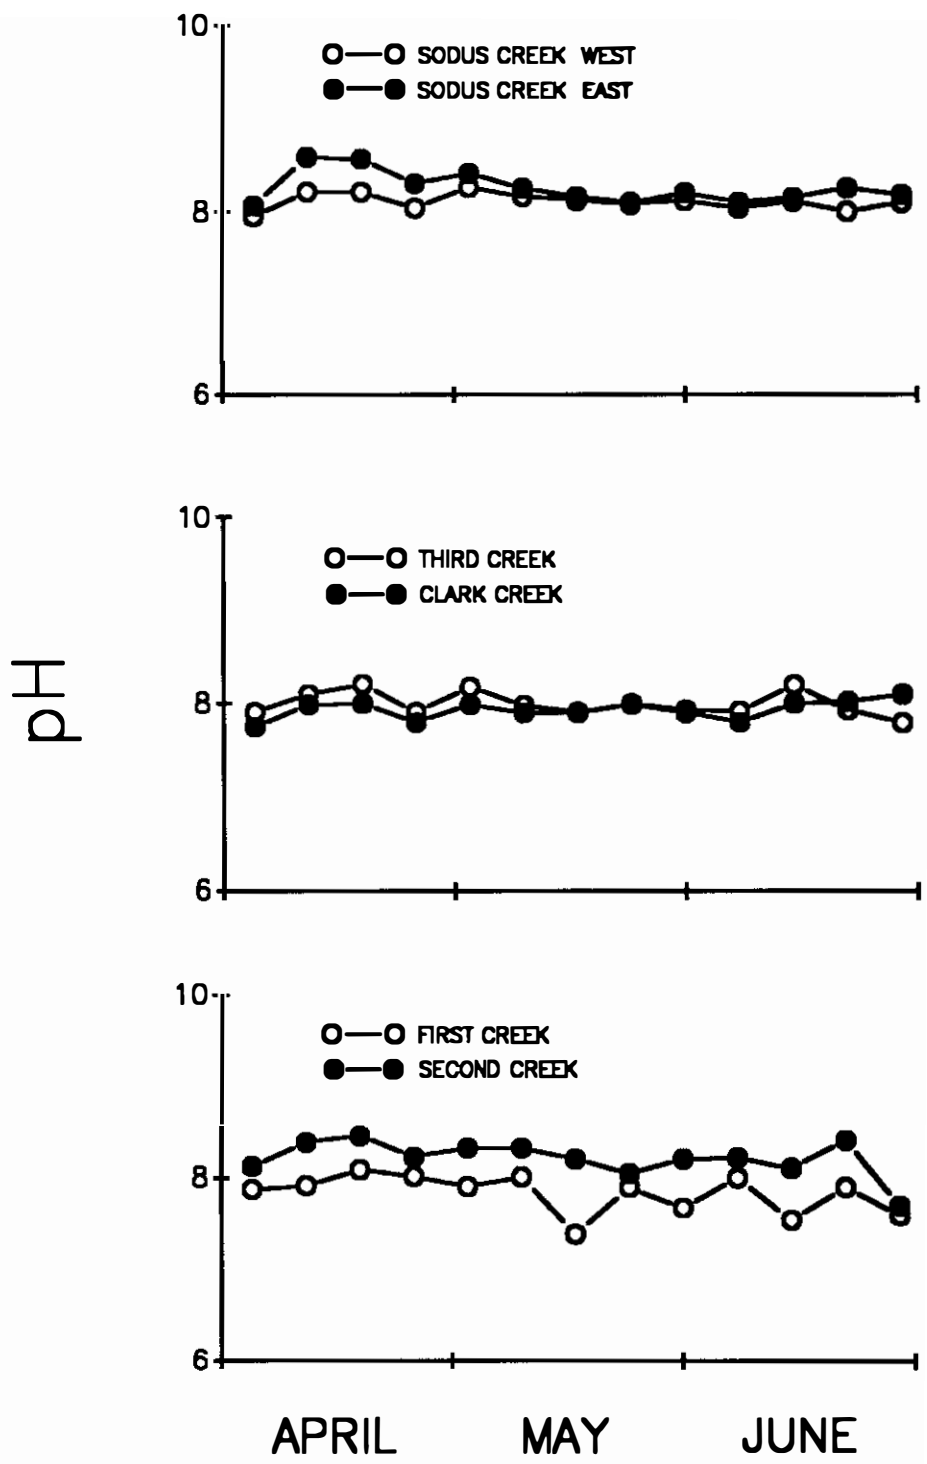 10
SODUS CREEK WEST
SODUS CREEK EAST
8
6
10
THIRD CREEK
CLARK CREEK
8
6
pH
10
FIRST CREEK
SECOND CREEK
8
6
APRIL MAY JUNE